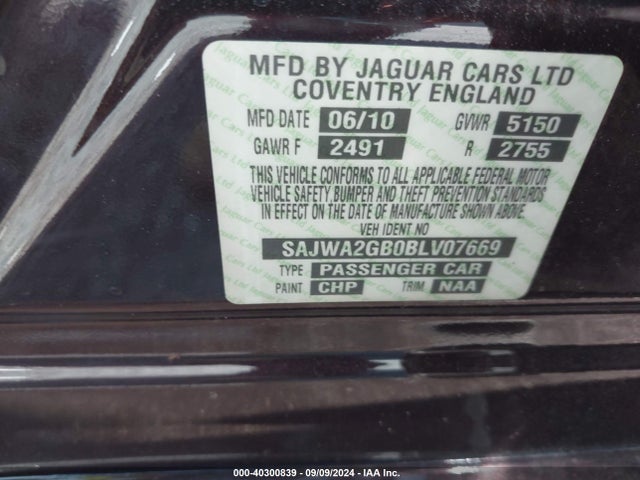 MFD BY JAGUAR CARS LTD
COVENTRY ENGLAND
MFD DATE 06/10 GVWR 5150
GAWR F 2491 R 2755
THIS VEHICLE CONFORMS TO ALL APPLICABLE FEDERAL MOTOR
VEHICLE SAFETY, BUMPER AND THEFT PREVENTION STANDARDS
IN EFFECT ON THE DATE OF MANUFACTURE SHOWN ABOVE.
VEH IDENT NO
SAJWA2GB0BLV07669
TYPE PASSENGER CAR
PAINT CHP TRIM NAA
000-40300839 - 09/09/2024 - IAA Inc.